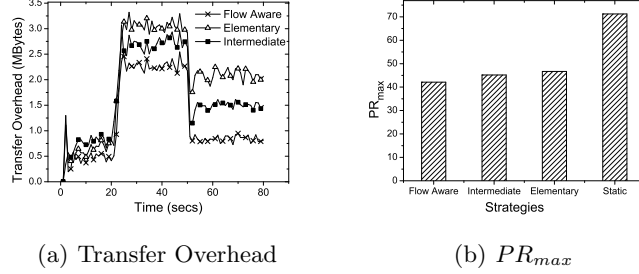 3.5
3.0
2.5
2.0
1.5
1.0
0.5
0.0
Transfer Overhead (MBytes)
Flow Aware
Elementary
Intermediate
0 20 40 60 80
Time (secs)
(a) Transfer Overhead
70
60
50
40
30
20
10
0
PRmax
Flow Aware Intermediate Elementary Static
Strategies
(b) PRmax